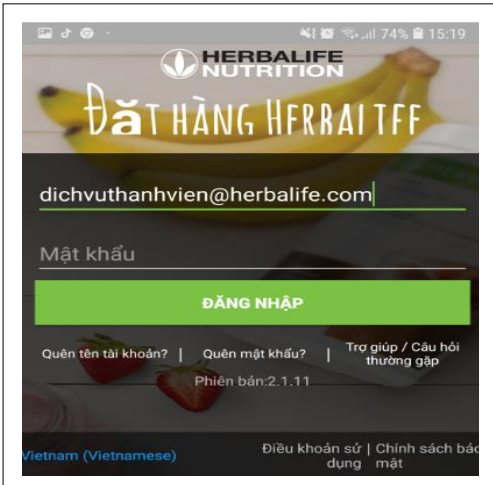 74% 15:19
HERBALIFE
NUTRITION
Đặt hàng Herbalife
dichvuthanhvien@herbalife.com
Mật khẩu
ĐĂNG NHẬP
Quên tên tài khoản? | Quên mật khẩu? | Trợ giúp / Câu hỏi
thường gặp
Phiên bản:2.1.11
Vietnam (Vietnamese)
Điều khoản sử | Chính sách bảo
dụng mật